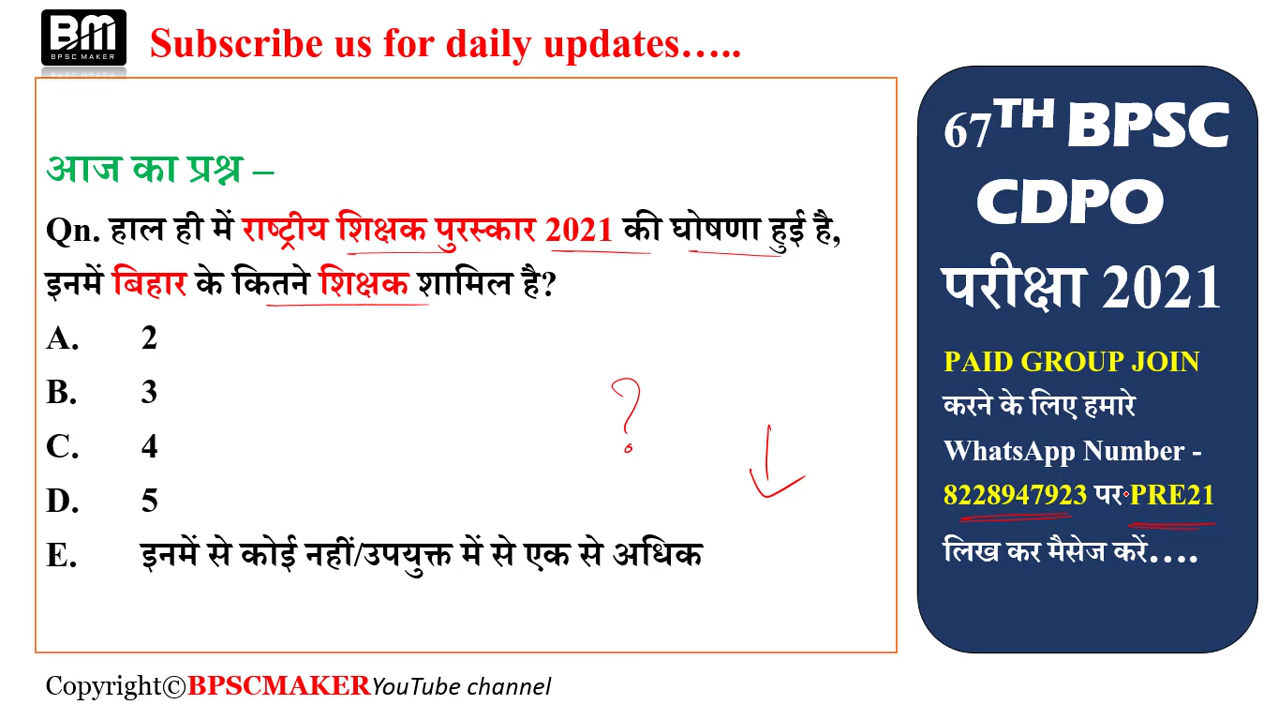 BM
BPSC MAKER
Subscribe us for daily updates…..
आज का प्रश्न –
Qn. हाल ही में राष्ट्रीय शिक्षक पुरस्कार 2021 की घोषणा हुई है,
इनमें बिहार के कितने शिक्षक शामिल है?
A. 2
B. 3
C. 4
D. 5
E. इनमें से कोई नहीं/उपयुक्त में से एक से अधिक
?
67TH BPSC
CDPO
परीक्षा 2021
PAID GROUP JOIN
करने के लिए हमारे
WhatsApp Number -
8228947923 पर PRE21
लिख कर मैसेज करें….
Copyright©BPSCMAKERYouTube channel